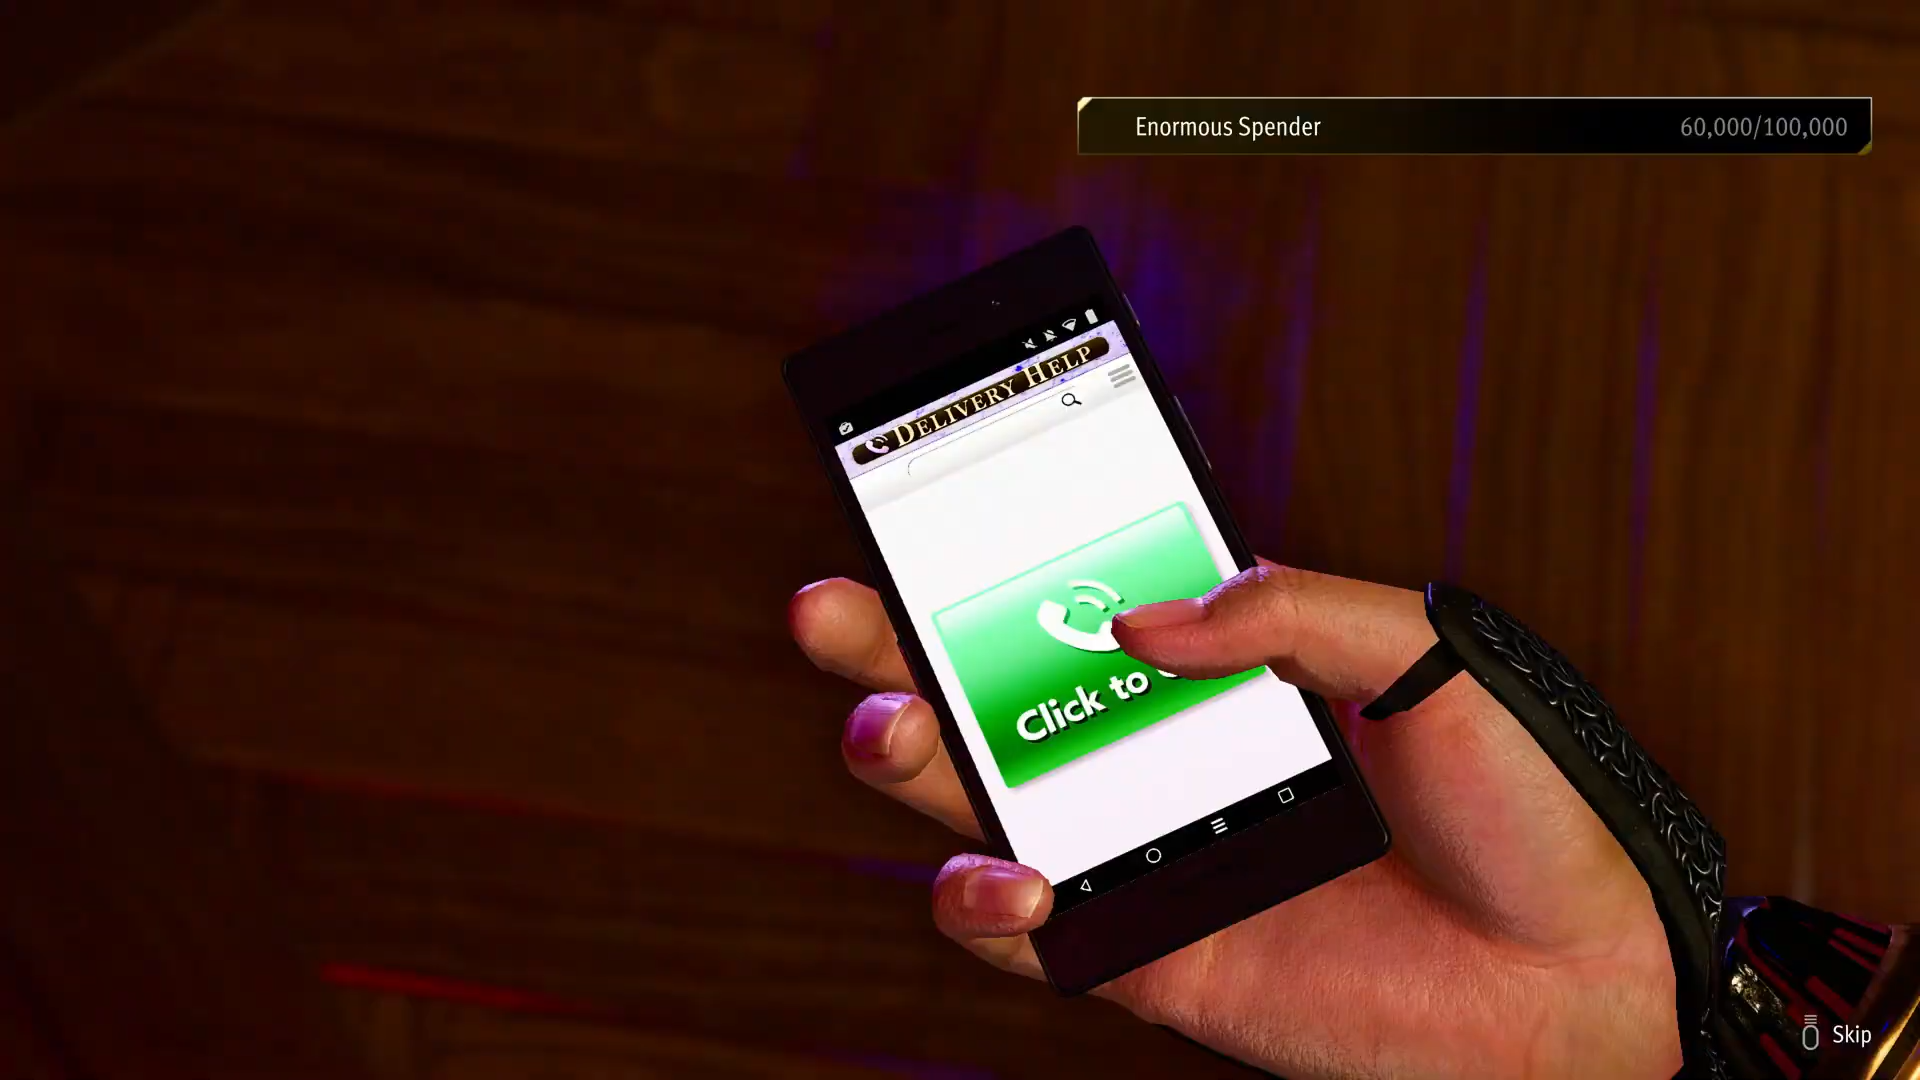 Enormous Spender 60,000/100,000
DELIVERY HELP
Click to
Skip